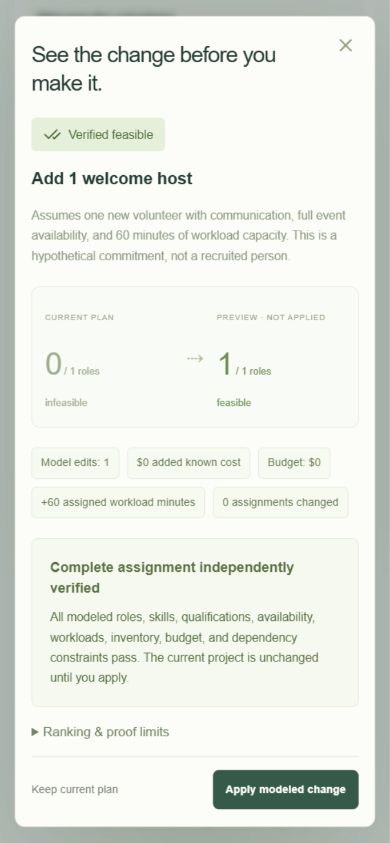 See the change before you
make it.
Verified feasible
Add 1 welcome host
Assumes one new volunteer with communication, full event
availability, and 60 minutes of workload capacity. This is a
hypothetical commitment, not a recruited person.
CURRENT PLAN
0 / 1 roles
infeasible
PREVIEW · NOT APPLIED
1 / 1 roles
feasible
Model edits: 1
$0 added known cost
Budget: $0
+60 assigned workload minutes
0 assignments changed
Complete assignment independently
verified
All modeled roles, skills, qualifications, availability,
workloads, inventory, budget, and dependency
constraints pass. The current project is unchanged
until you apply.
Ranking & proof limits
Keep current plan
Apply modeled change